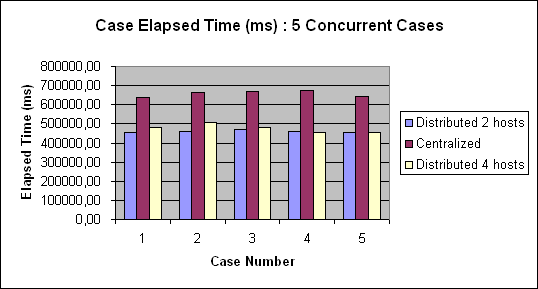 Case Elapsed Time (ms) : 5 Concurrent Cases
Elapsed Time (ms)
800000,00
700000,00
600000,00
500000,00
400000,00
300000,00
200000,00
100000,00
0,00
1 2 3 4 5
Case Number
Distributed 2 hosts
Centralized
Distributed 4 hosts